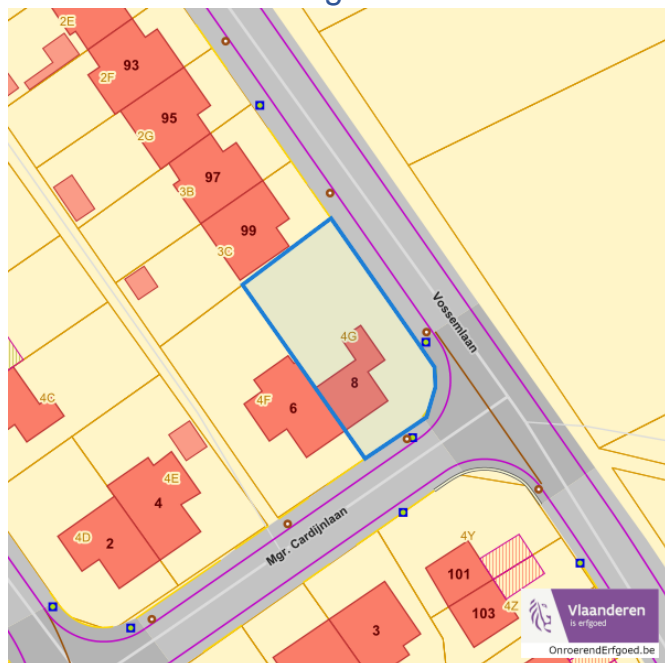 2E
93
2F
95
2G
97
3B
99
3C
Vossemlaan
4G
8
4C
4F
6
4E
4
4D
2
Mgr. Cardijnlaan
4Y
101
103
4Z
3
Vlaanderen
is erfgoed
OnroerendErfgoed.be